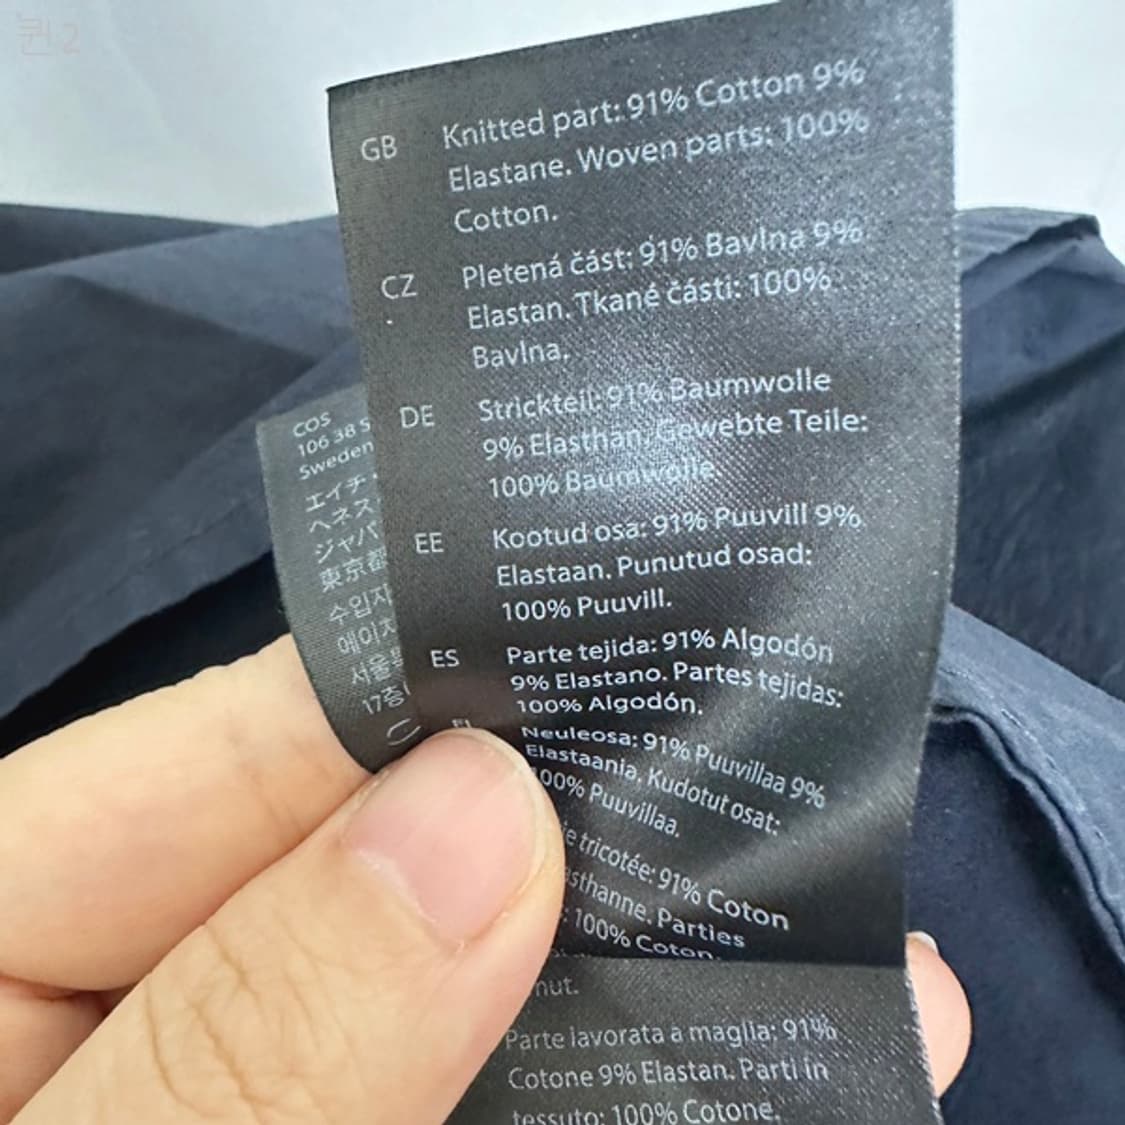 퀸 2
GB Knitted part: 91% Cotton 9%
Elastane. Woven parts: 100%
Cotton.
CZ Pletená část: 91% Bavlna 9%
Elastan. Tkané části: 100%
Bavlna.
DE Strickteil: 91% Baumwolle
9% Elasthan. Gewebte Teile:
100% Baumwolle
EE Kootud osa: 91% Puuvill 9%
Elastaan. Punutud osad:
100% Puuvill.
ES Parte tejida: 91% Algodón
9% Elastano. Partes tejidas:
100% Algodón.
Neuleosa: 91% Puuvillaa 9%
Elastaania. Kudotut osat:
100% Puuvillaa.
ie tricotée: 91% Coton
asthanne. Parties
: 100% Coton.
nut.
Parte lavorata a maglia: 91%
Cotone 9% Elastan. Parti in
tessuto: 100% Cotone.
COS
106 38 S
Sweden
エイチ
ヘネス
ジャパ
東京都
수입자
에이치
서울
17층